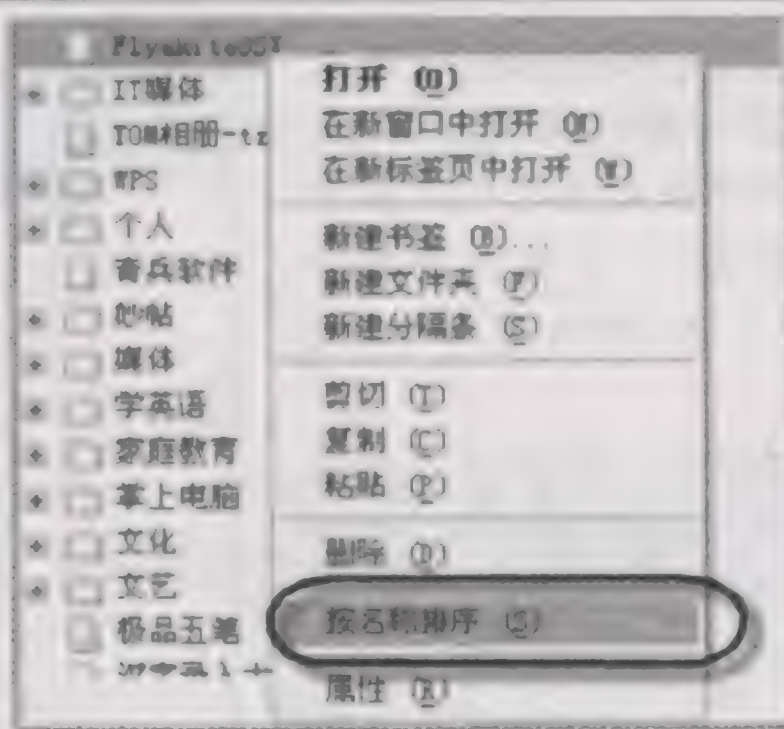 IT媒体
TOM相册-tz
WPS
个人
奇兵软件
妙帖
媒体
学英语
家庭教育
掌上电脑
文化
文艺
极品五笔
打开 (O)
在新窗口中打开 (W)
在新标签页中打开 (W)
新建书签 (B)...
新建文件夹 (F)
新建分隔条 (S)
剪切 (T)
复制 (C)
粘贴 (P)
删除 (D)
按名称排序 (S)
属性 (R)